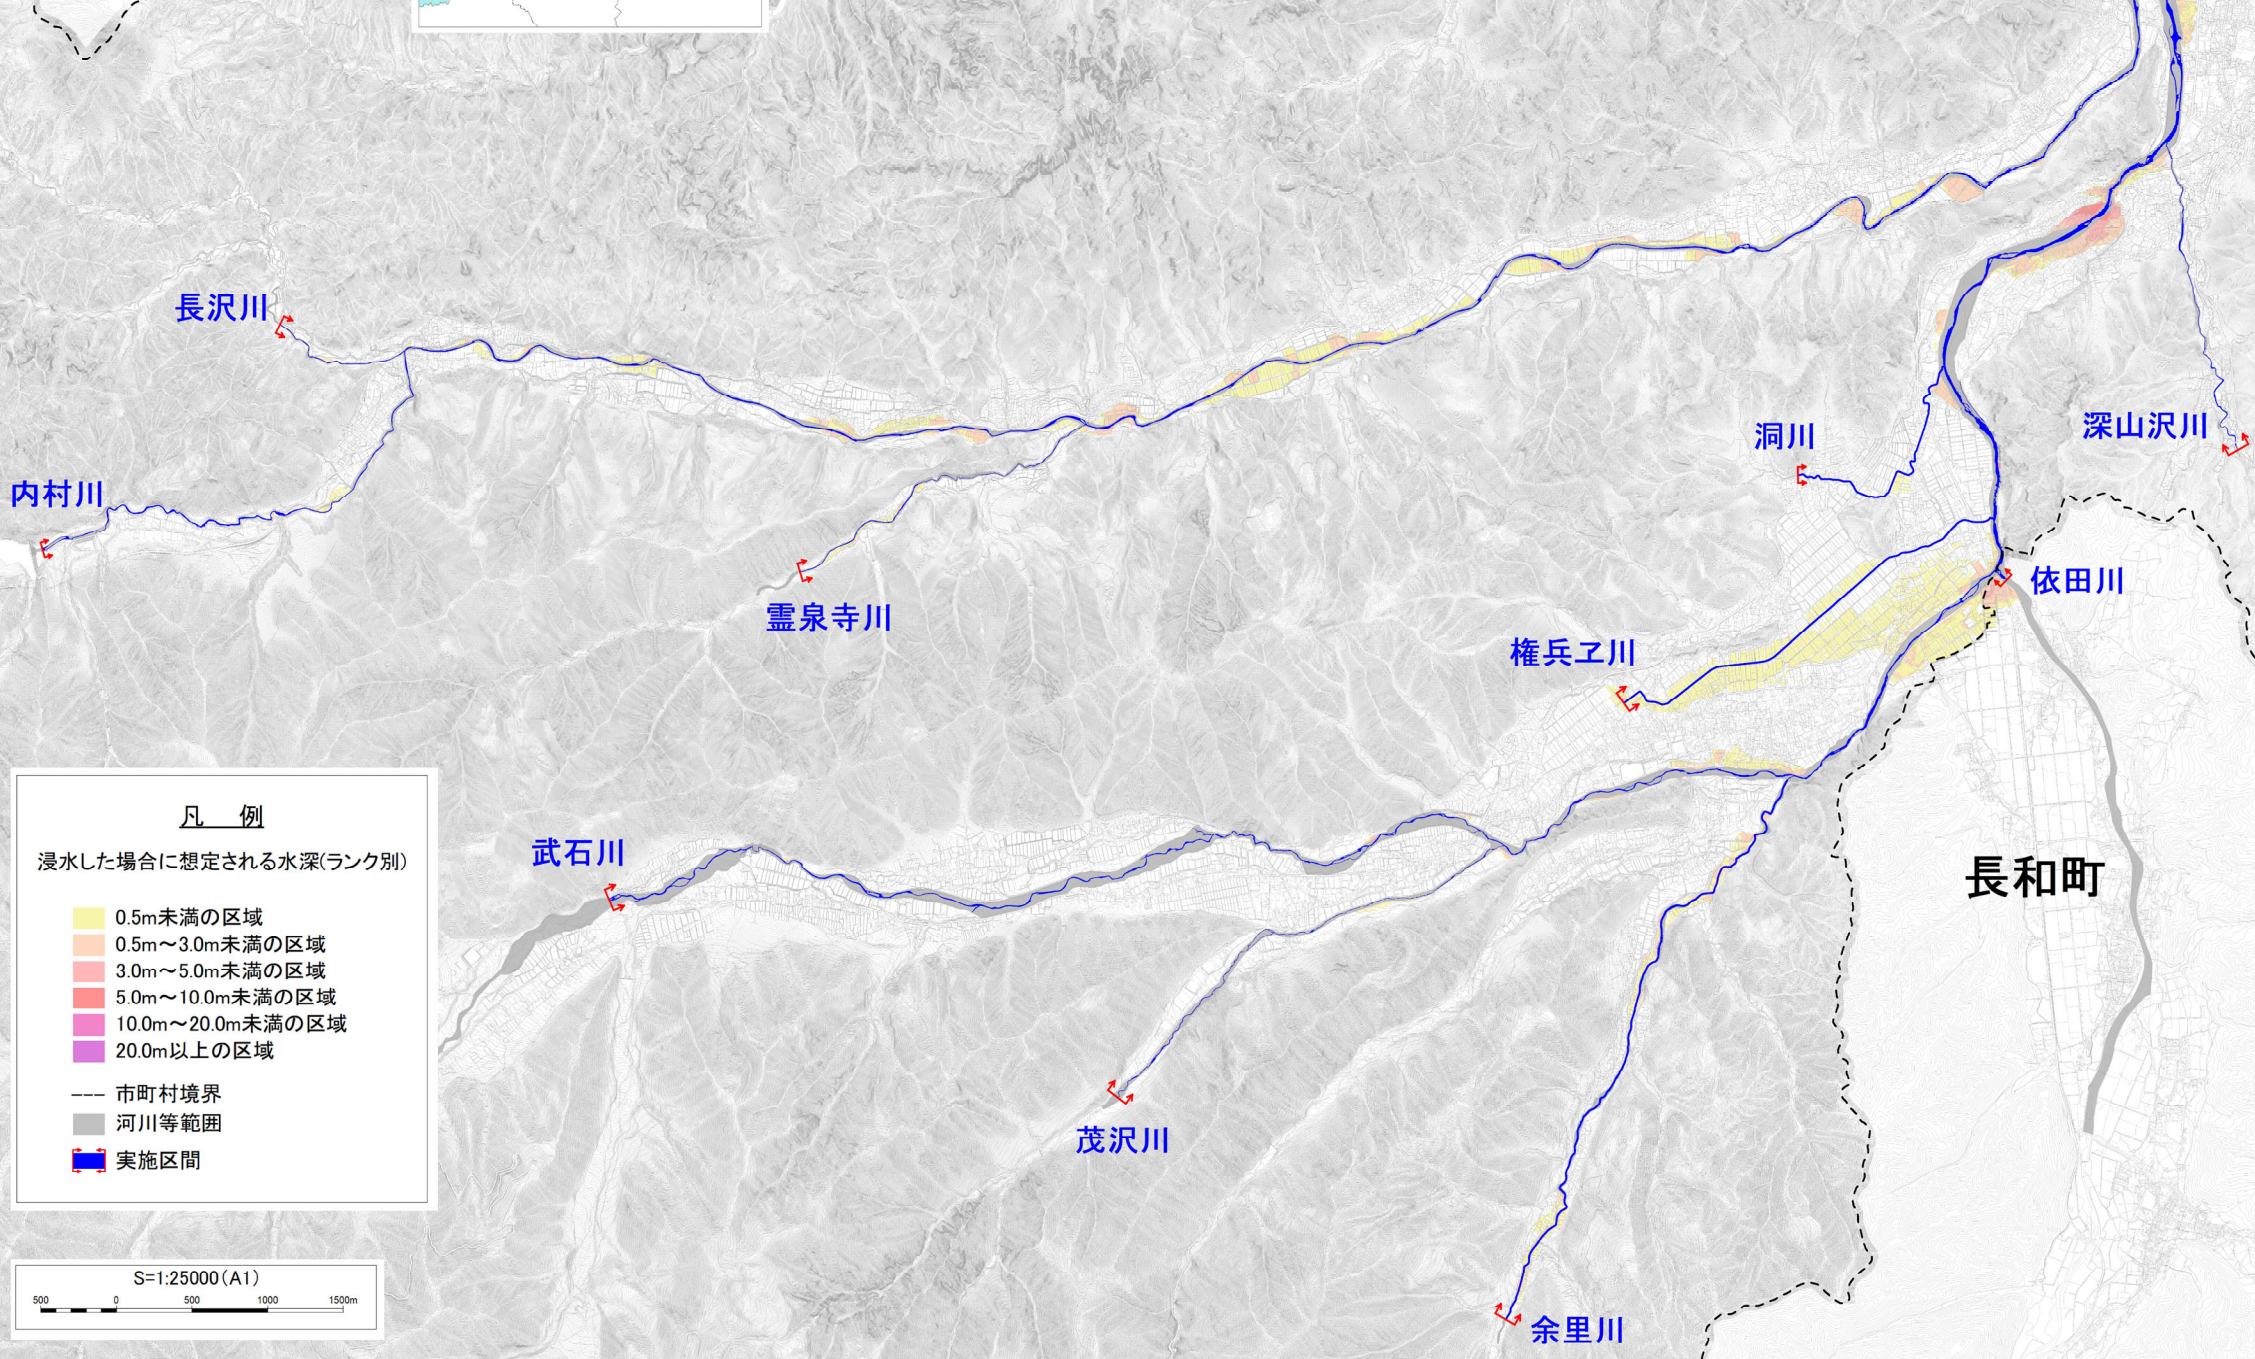 長沢川
内村川
霊泉寺川
洞川
深山沢川
依田川
権兵ヱ川
武石川
茂沢川
余里川
長和町
凡 例
浸水した場合に想定される水深(ランク別)
0.5m未満の区域
0.5m～3.0m未満の区域
3.0m～5.0m未満の区域
5.0m～10.0m未満の区域
10.0m～20.0m未満の区域
20.0m以上の区域
市町村境界
河川等範囲
実施区間
S=1:25000(A1)
500 0 500 1000 1500m